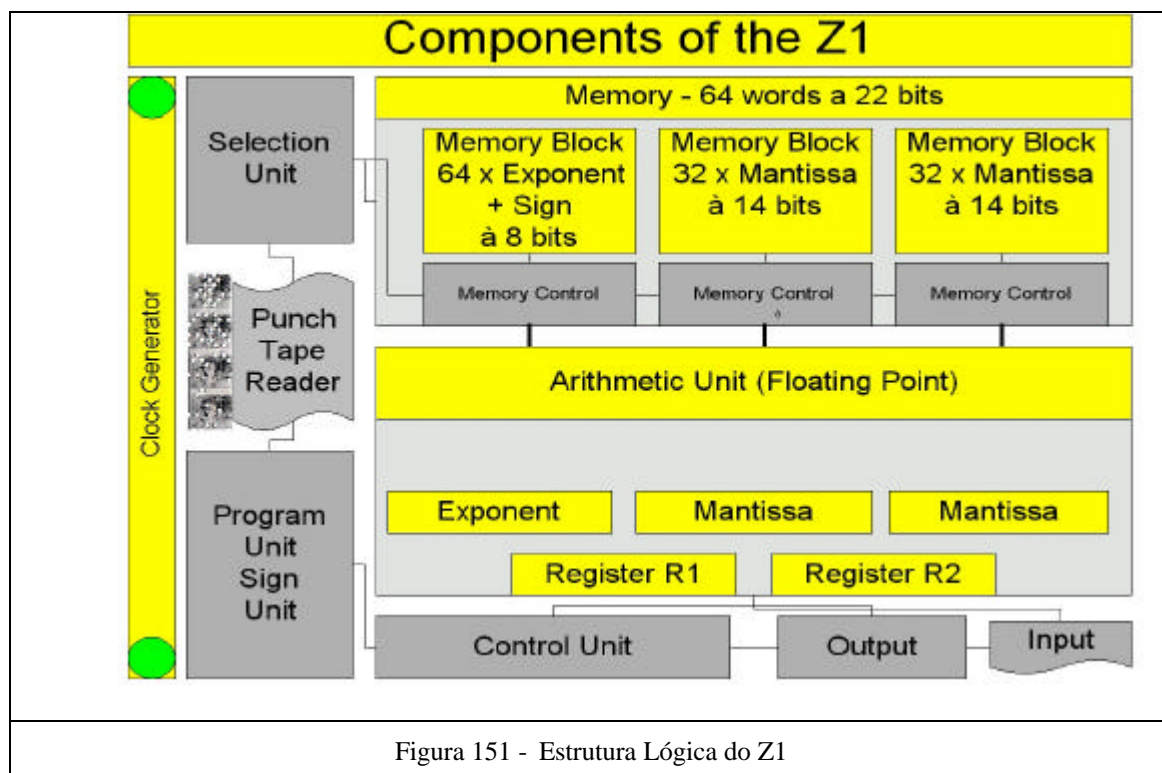 Components of the Z1
Clock Generator
Selection
Unit
Punch
Tape
Reader
Program
Unit
Sign
Unit
Memory - 64 words a 22 bits
Memory Block
64 x Exponent
+ Sign
à 8 bits
Memory Block
32 x Mantissa
à 14 bits
Memory Block
32 x Mantissa
à 14 bits
Memory Control
Memory Control
Memory Control
Arithmetic Unit (Floating Point)
Exponent
Mantissa
Mantissa
Register R1
Register R2
Control Unit
Output
Input
Figura 151 - Estrutura Lógica do Z1